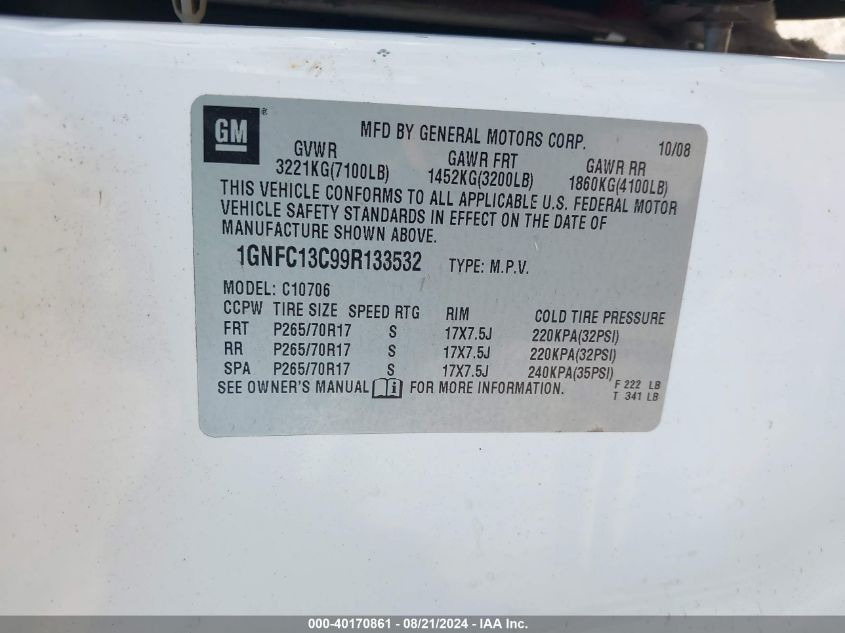 GM ®
MFD BY GENERAL MOTORS CORP. 10/08
GVWR GAWR FRT GAWR RR
3221KG(7100LB) 1452KG(3200LB) 1860KG(4100LB)
THIS VEHICLE CONFORMS TO ALL APPLICABLE U.S. FEDERAL MOTOR
VEHICLE SAFETY STANDARDS IN EFFECT ON THE DATE OF
MANUFACTURE SHOWN ABOVE.
1GNFC13C99R133532 TYPE: M.P.V.
MODEL: C10706
CCPW TIRE SIZE SPEED RTG RIM COLD TIRE PRESSURE
FRT P265/70R17 S 17X7.5J 220KPA(32PSI)
RR P265/70R17 S 17X7.5J 220KPA(32PSI)
SPA P265/70R17 S 17X7.5J 240KPA(35PSI)
SEE OWNER'S MANUAL i FOR MORE INFORMATION.
F 222 LB
T 341 LB
000-40170861 - 08/21/2024 - IAA Inc.